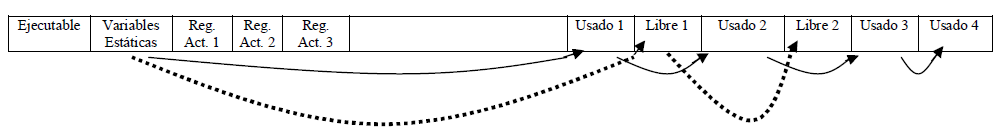 Ejecutable
Variables
Estáticas
Reg.
Act. 1
Reg.
Act. 2
Reg.
Act. 3
Usado 1
Libre 1
Usado 2
Libre 2
Usado 3
Usado 4